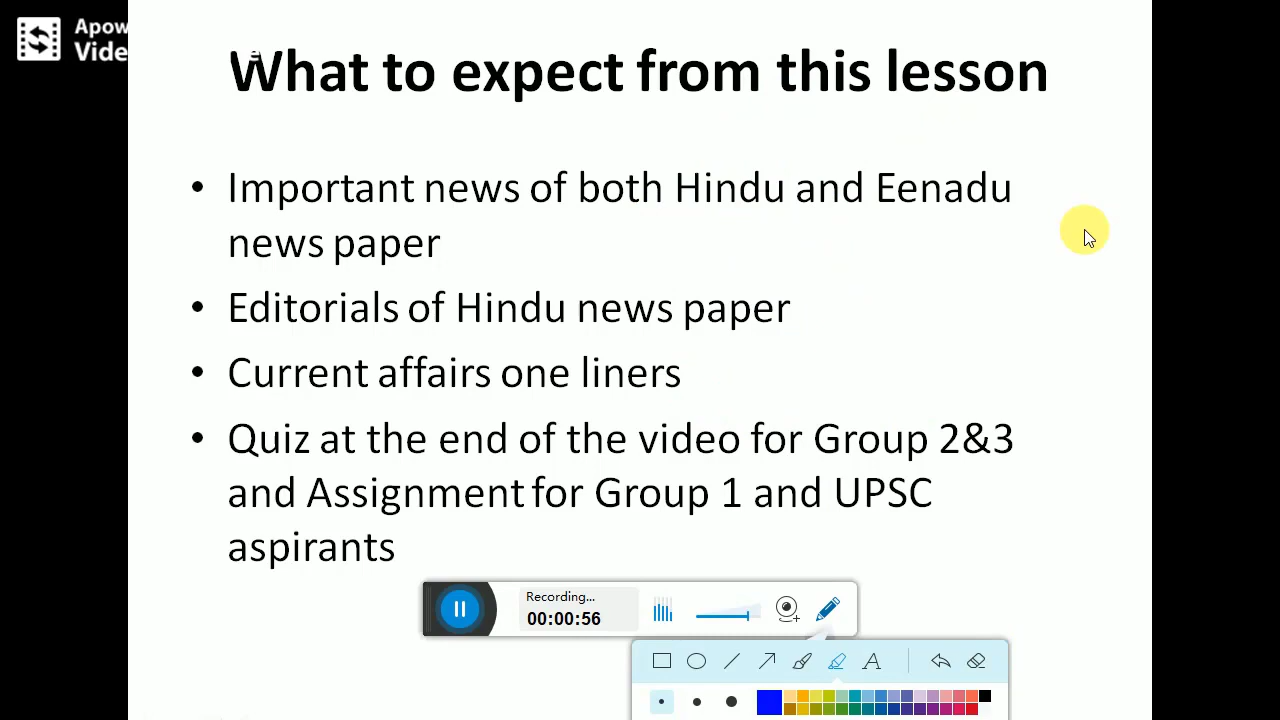 Apow
Vide
What to expect from this lesson
• Important news of both Hindu and Eenadu
news paper
• Editorials of Hindu news paper
• Current affairs one liners
• Quiz at the end of the video for Group 2&3
and Assignment for Group 1 and UPSC
aspirants
Recording...
00:00:56
A